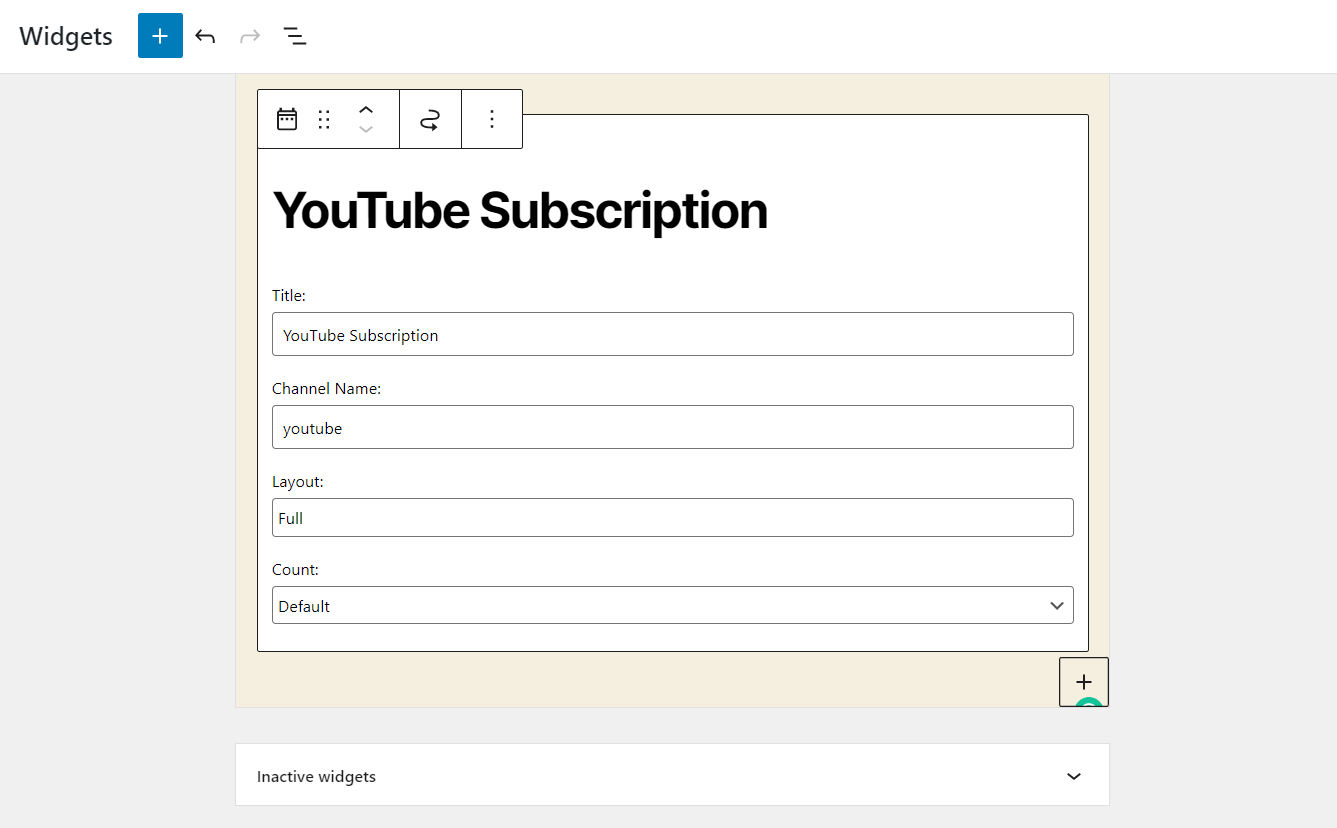 Widgets
YouTube Subscription
Title:
YouTube Subscription
Channel Name:
youtube
Layout:
Full
Count:
Default
Inactive widgets